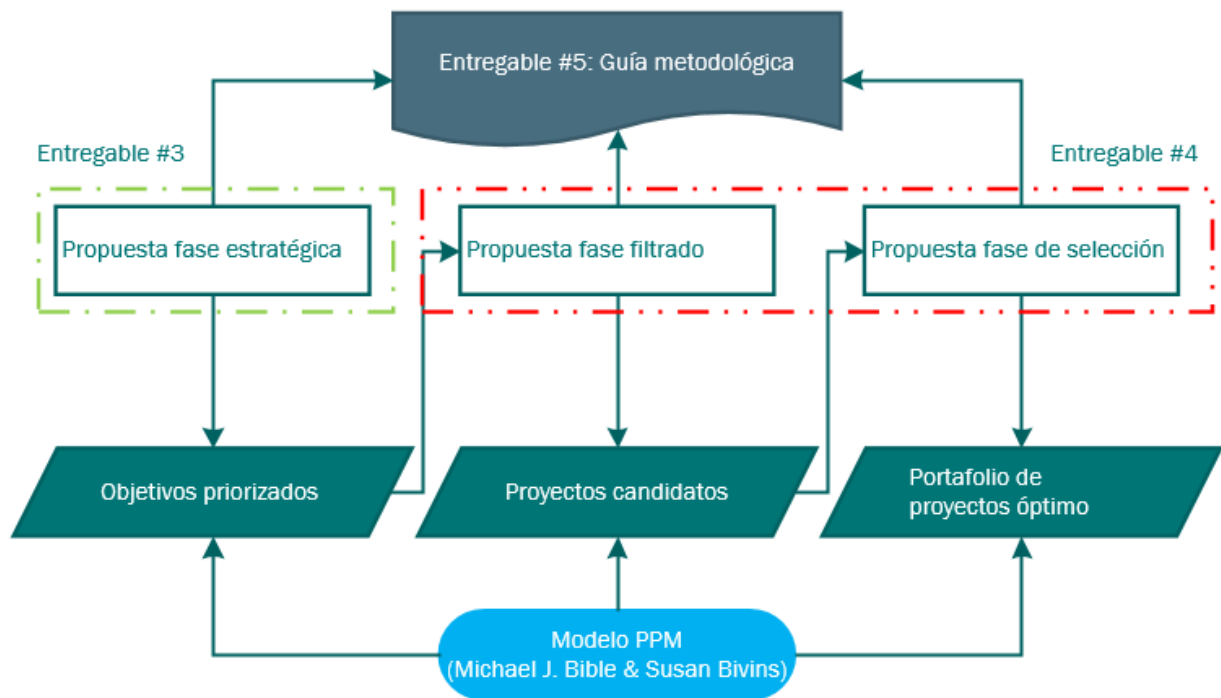 Entregable #5: Guía metodológica
Entregable #3
Entregable #4
Propuesta fase estratégica
Propuesta fase filtrado
Propuesta fase de selección
Objetivos priorizados
Proyectos candidatos
Portafolio de
proyectos óptimo
Modelo PPM
(Michael J. Bible & Susan Bivins)